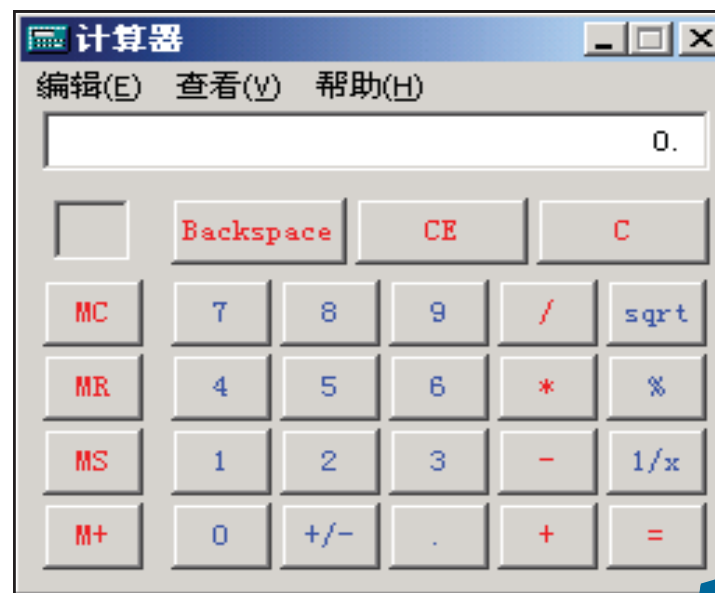 计算器
编辑(E) 查看(V) 帮助(H)
0.
Backspace CE C
MC 7 8 9 / sqrt
MR 4 5 6 * %
MS 1 2 3 - 1/x
M+ 0 +/- . + =